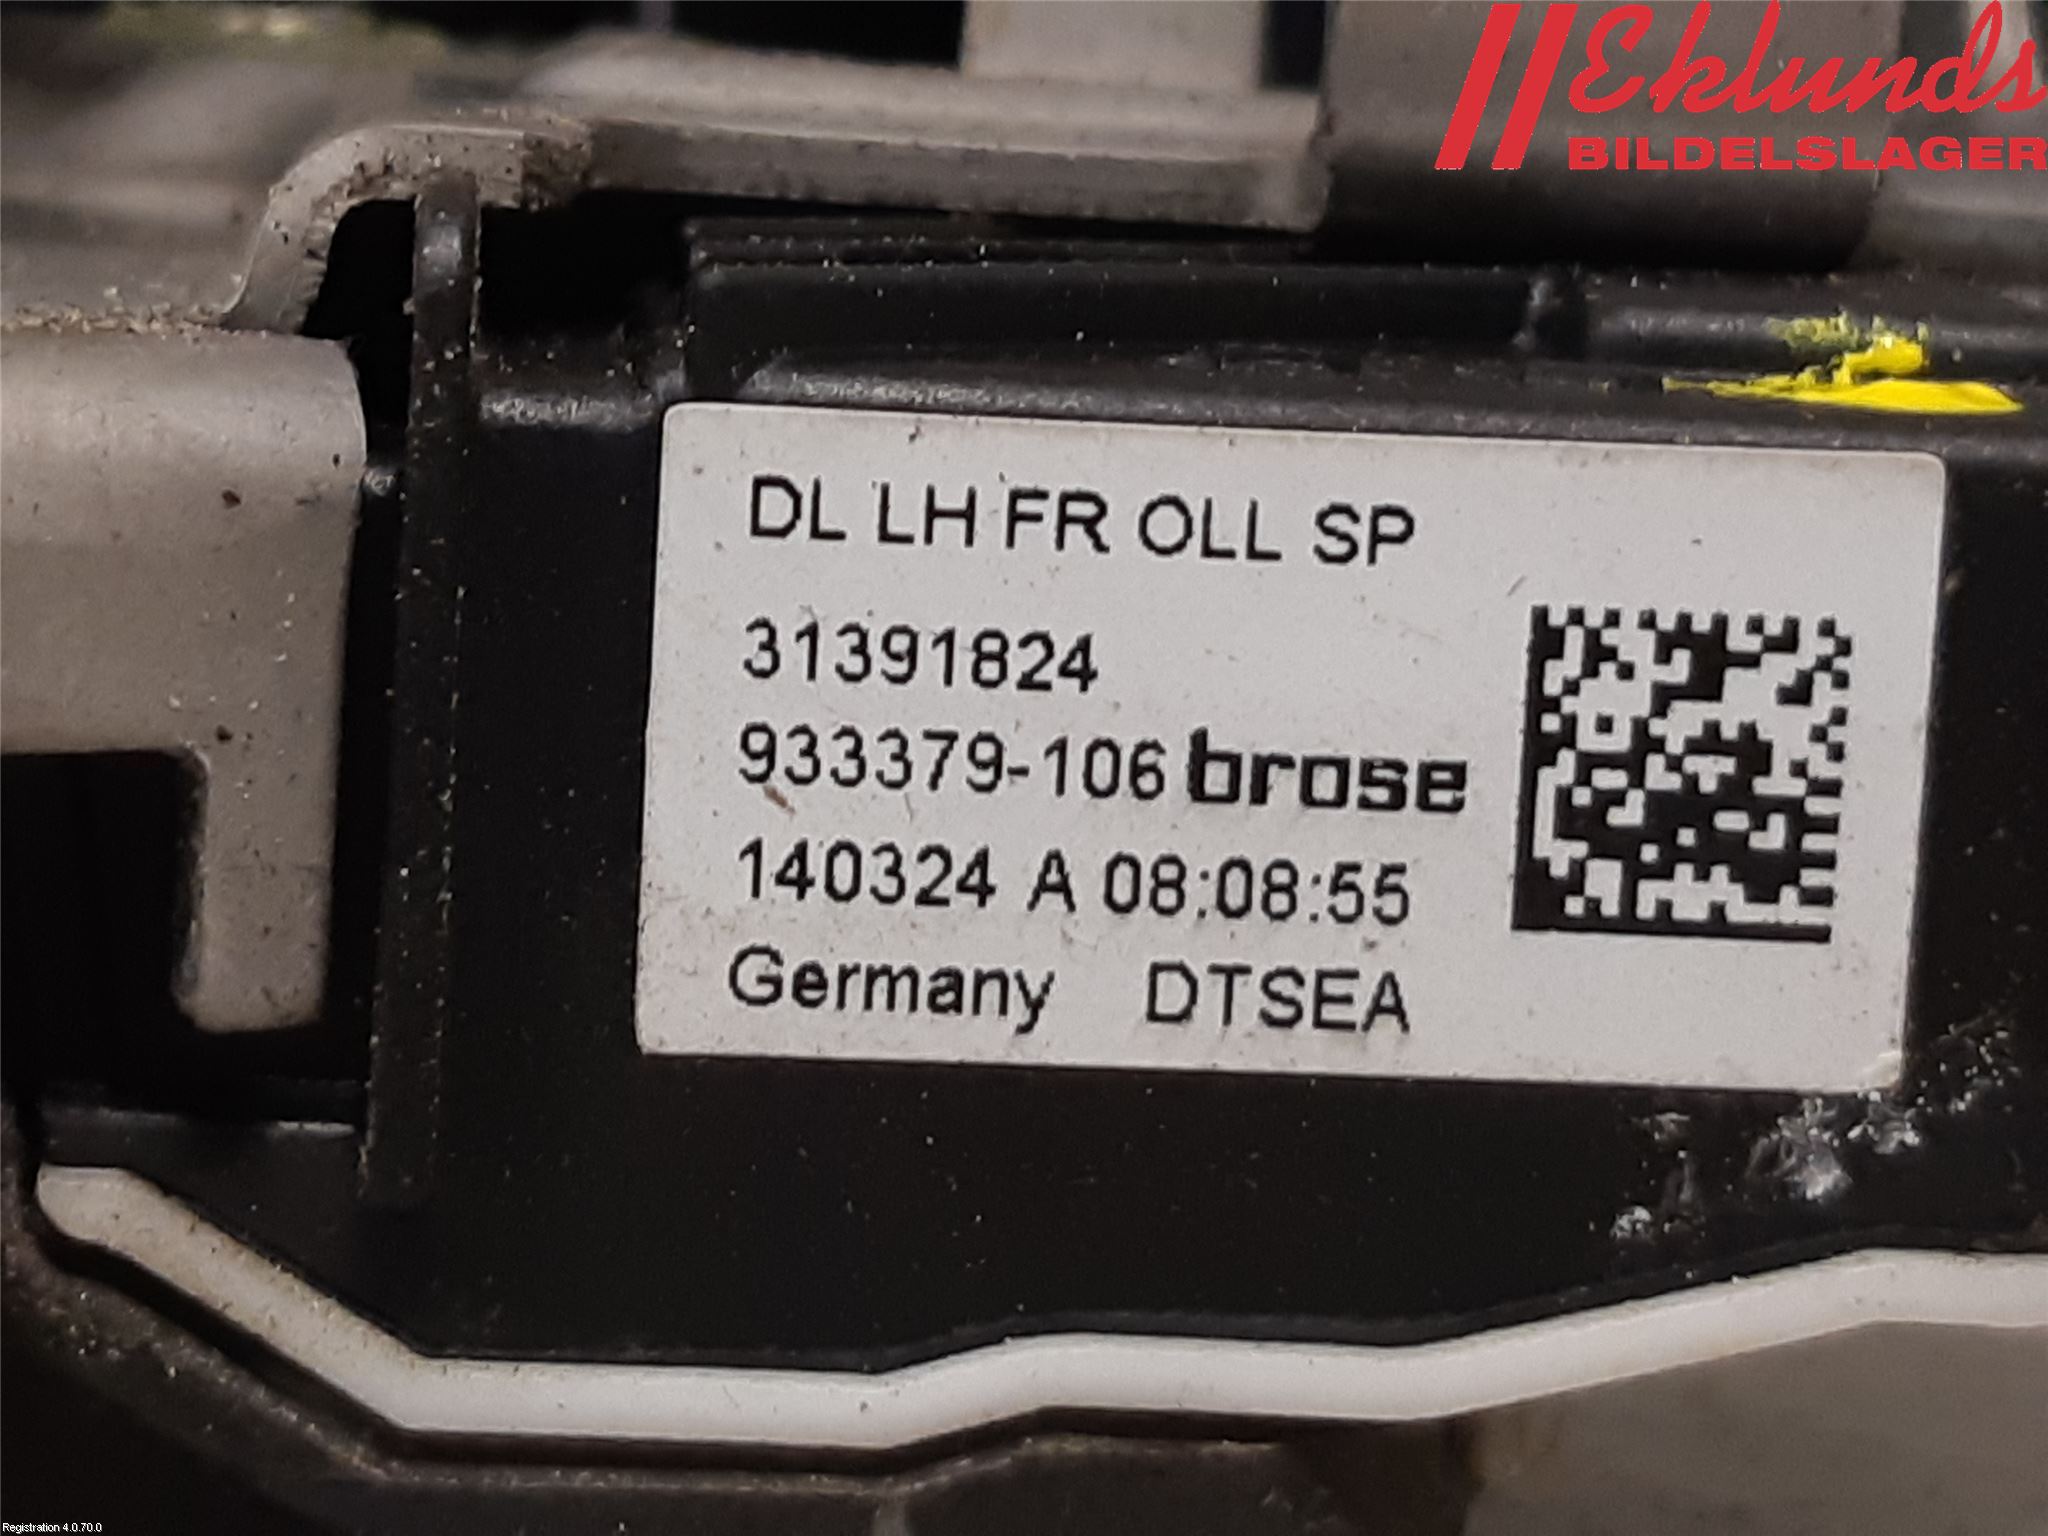 Eklunds
BILDELSLAGER
DL LH FR OLL SP
31391824
933379-106 brose
140324 A 08:08:55
Germany DTSEA
Registration 4.0.70.0